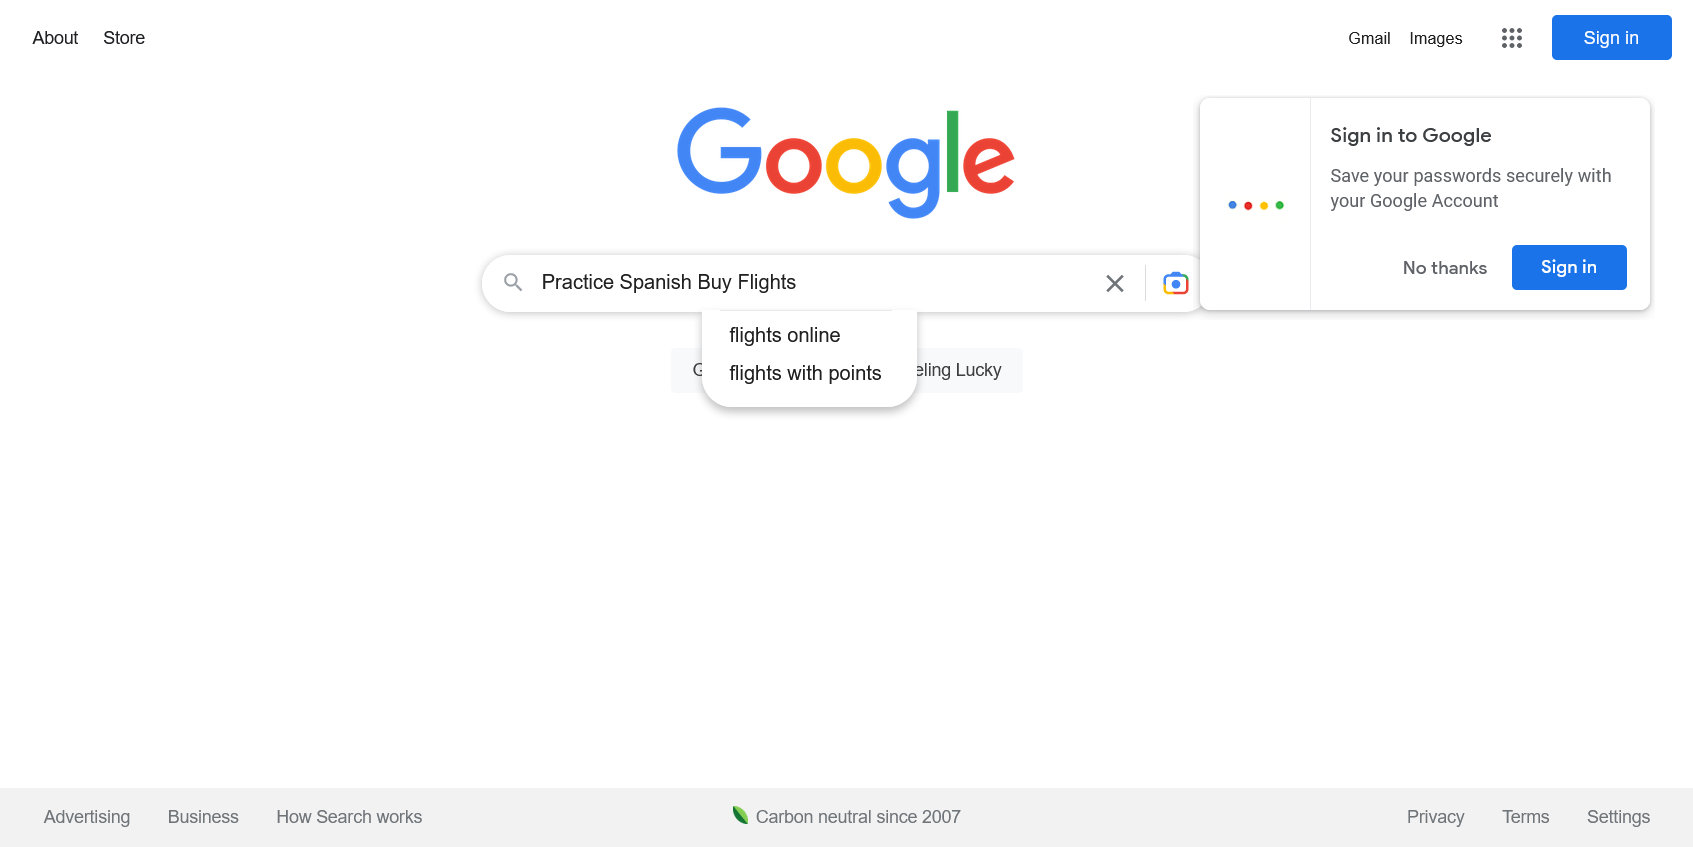 About Store
Gmail Images Sign in
Google
Sign in to Google
Save your passwords securely with
your Google Account
No thanks Sign in
Practice Spanish Buy Flights
flights online
flights with points
Lucky
Advertising Business How Search works
Carbon neutral since 2007
Privacy Terms Settings